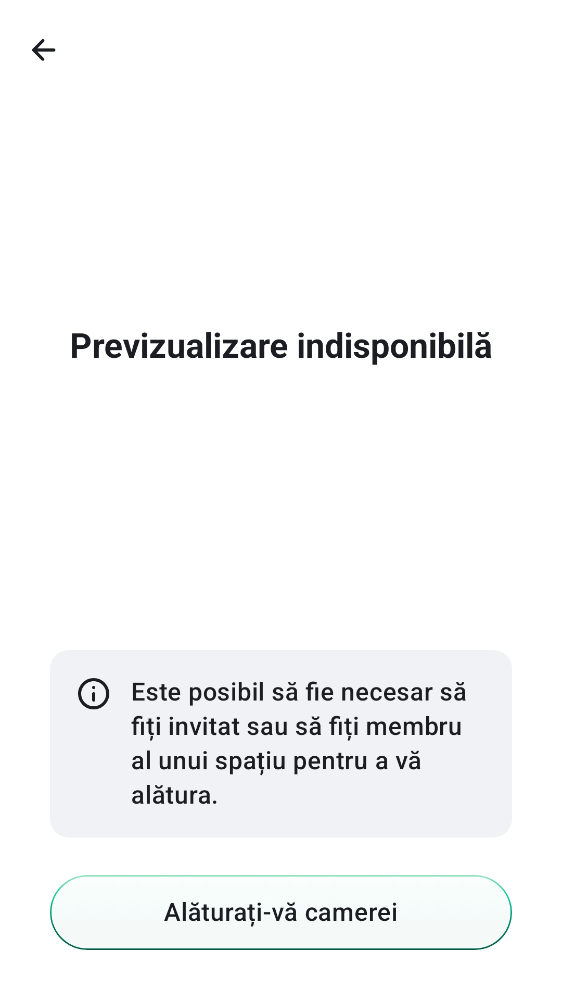 Previzualizare indisponibilă
Este posibil să fie necesar să
fiți invitat sau să fiți membru
al unui spațiu pentru a vă
alătura.
Alăturați-vă camerei